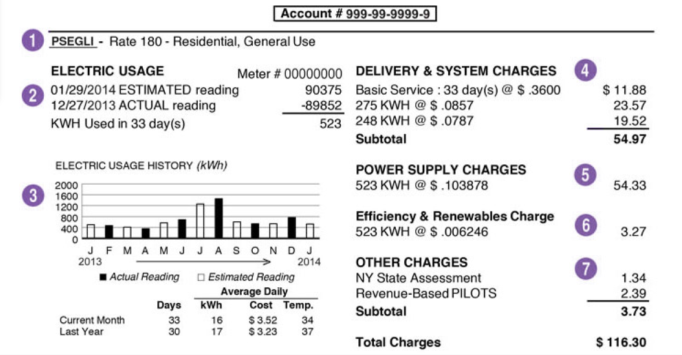 Account # 999-99-9999-9
1 PSEGLI - Rate 180 - Residential, General Use
ELECTRIC USAGE Meter # 00000000
2 01/29/2014 ESTIMATED reading 90375
12/27/2013 ACTUAL reading -89852
KWH Used in 33 day(s) 523
3 ELECTRIC USAGE HISTORY (kWh)
2000
1600
1200
800
400
0
J F M A M J J A S O N D J
2013 2014
Actual Reading Estimated Reading
Average Daily
Days kWh Cost Temp.
Current Month 33 16 $ 3.52 34
Last Year 30 17 $ 3.23 37
DELIVERY & SYSTEM CHARGES 4
Basic Service : 33 day(s) @ $ .3600 $ 11.88
275 KWH @ $ .0857 23.57
248 KWH @ $ .0787 19.52
Subtotal 54.97
POWER SUPPLY CHARGES 5
523 KWH @ $ .103878 54.33
Efficiency & Renewables Charge 6
523 KWH @ $ .006246 3.27
OTHER CHARGES 7
NY State Assessment 1.34
Revenue-Based PILOTS 2.39
Subtotal 3.73
Total Charges $ 116.30